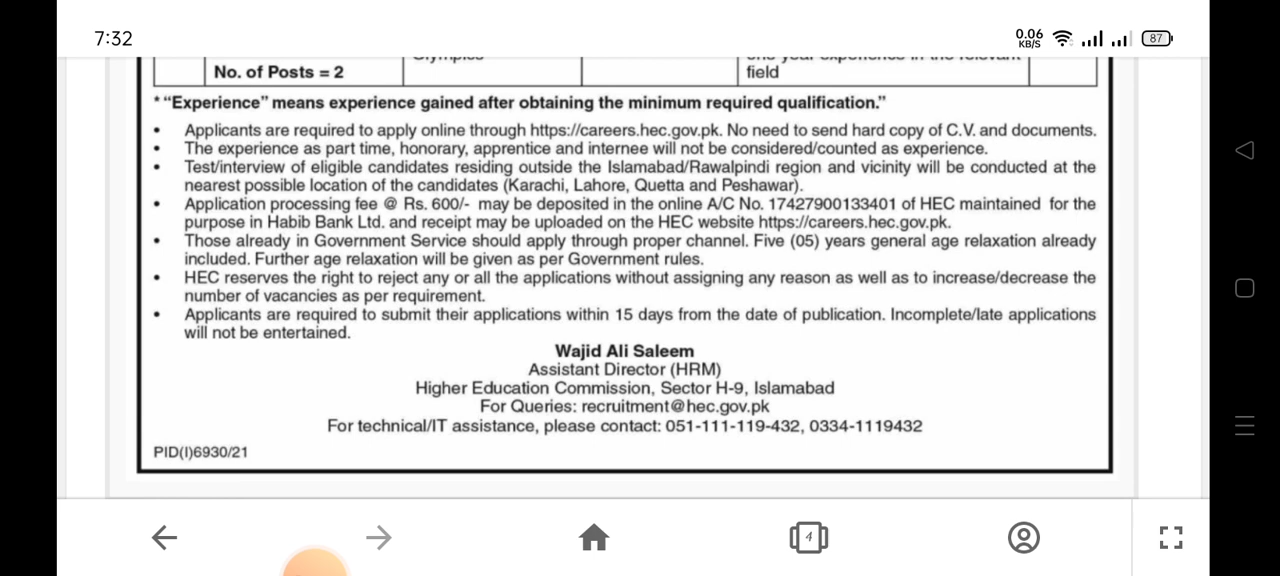 7:32
0.06
KB/S
87
No. of Posts = 2
field
* “Experience” means experience gained after obtaining the minimum required qualification.”
• Applicants are required to apply online through https://careers.hec.gov.pk. No need to send hard copy of C.V. and documents.
• The experience as part time, honorary, apprentice and internee will not be considered/counted as experience.
• Test/interview of eligible candidates residing outside the Islamabad/Rawalpindi region and vicinity will be conducted at the
nearest possible location of the candidates (Karachi, Lahore, Quetta and Peshawar).
• Application processing fee @ Rs. 600/- may be deposited in the online A/C No. 17427900133401 of HEC maintained for the
purpose in Habib Bank Ltd. and receipt may be uploaded on the HEC website https://careers.hec.gov.pk.
• Those already in Government Service should apply through proper channel. Five (05) years general age relaxation already
included. Further age relaxation will be given as per Government rules.
• HEC reserves the right to reject any or all the applications without assigning any reason as well as to increase/decrease the
number of vacancies as per requirement.
• Applicants are required to submit their applications within 15 days from the date of publication. Incomplete/late applications
will not be entertained.
Wajid Ali Saleem
Assistant Director (HRM)
Higher Education Commission, Sector H-9, Islamabad
For Queries: recruitment@hec.gov.pk
For technical/IT assistance, please contact: 051-111-119-432, 0334-1119432
PID(I)6930/21
4